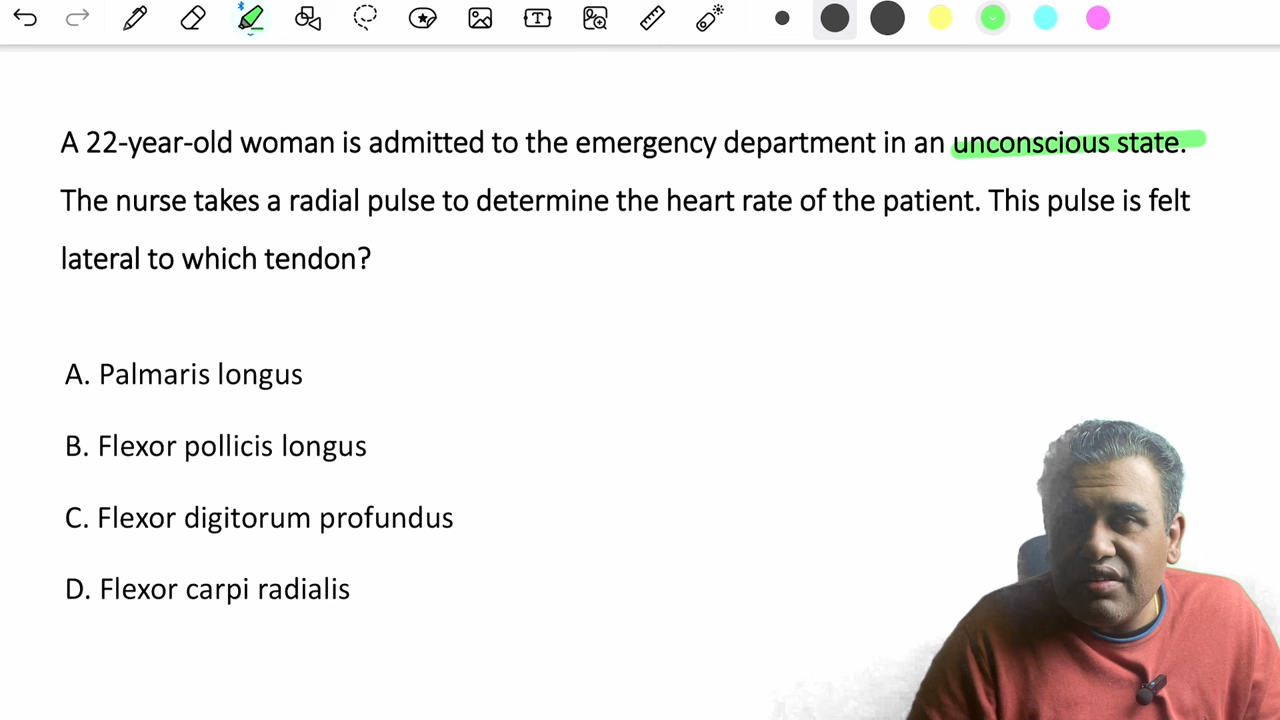 A 22-year-old woman is admitted to the emergency department in an unconscious state.
The nurse takes a radial pulse to determine the heart rate of the patient. This pulse is felt
lateral to which tendon?
A. Palmaris longus
B. Flexor pollicis longus
C. Flexor digitorum profundus
D. Flexor carpi radialis